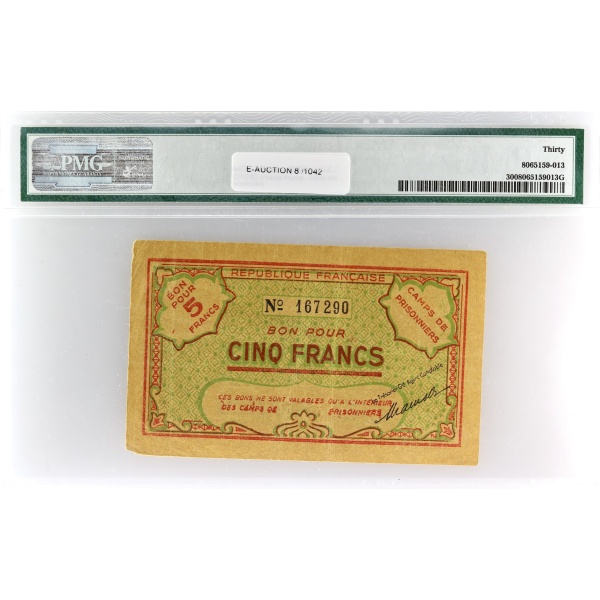 PMG
E-AUCTION 8 /1042
Thirty
8065159-013
3008065159013G
REPUBLIQUE FRANÇAISE
BON POUR 5 FRANCS
Nº 167290
CAMPS DE PRISONNIERS
BON POUR
CINQ FRANCS
CES BONS NE SONT VALABLES QU'A L'INTERIEUR
DES CAMPS DE PRISONNIERS